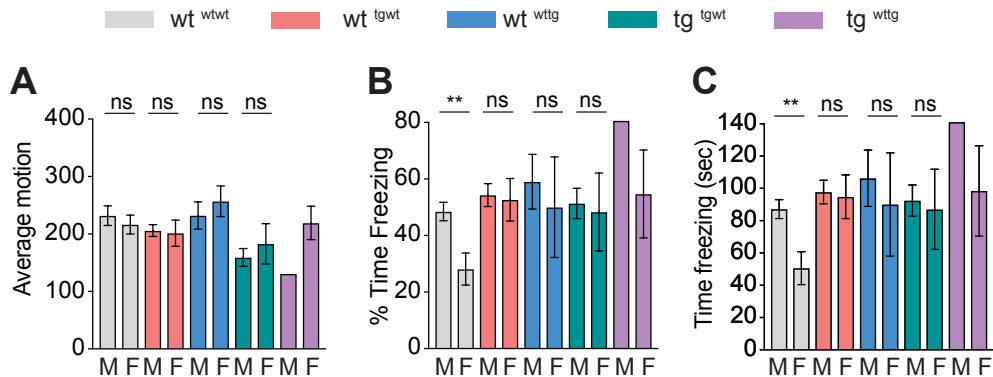 wt wtwt wt tgwt wt wttg tg tgwt tg wttg
A
ns ns ns ns
Average motion
400
300
200
100
0
M F M F M F M F M F
B
** ns ns ns
% Time Freezing
80
60
40
20
0
M F M F M F M F M F
C
** ns ns ns
Time freezing (sec)
140
120
100
80
60
40
20
0
M F M F M F M F M F